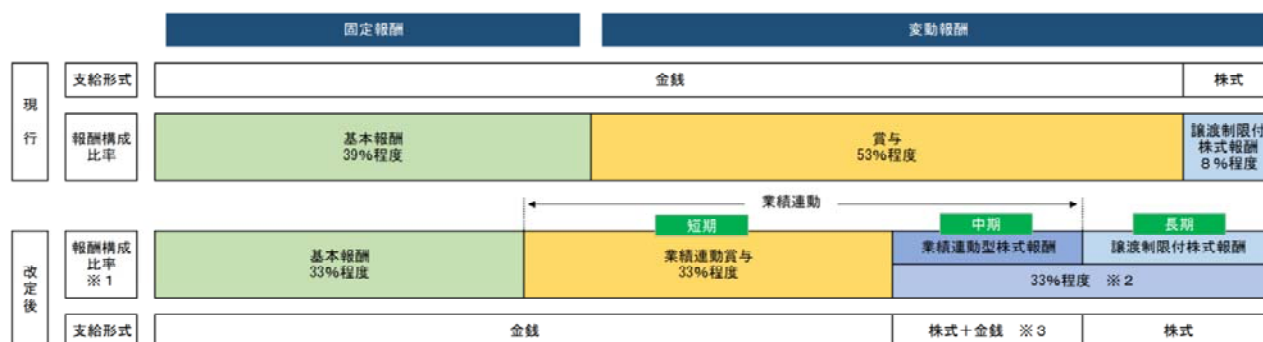 固定報酬
変動報酬
現行
支給形式
金銭
株式
報酬構成
比率
基本報酬
39%程度
賞与
53%程度
譲渡制限付
株式報酬
8%程度
業績連動
短期
中期
長期
改定後
報酬構成
比率
※1
基本報酬
33%程度
業績連動賞与
33%程度
業績連動型株式報酬
譲渡制限付株式報酬
33%程度 ※2
支給形式
金銭
株式+金銭 ※3
株式